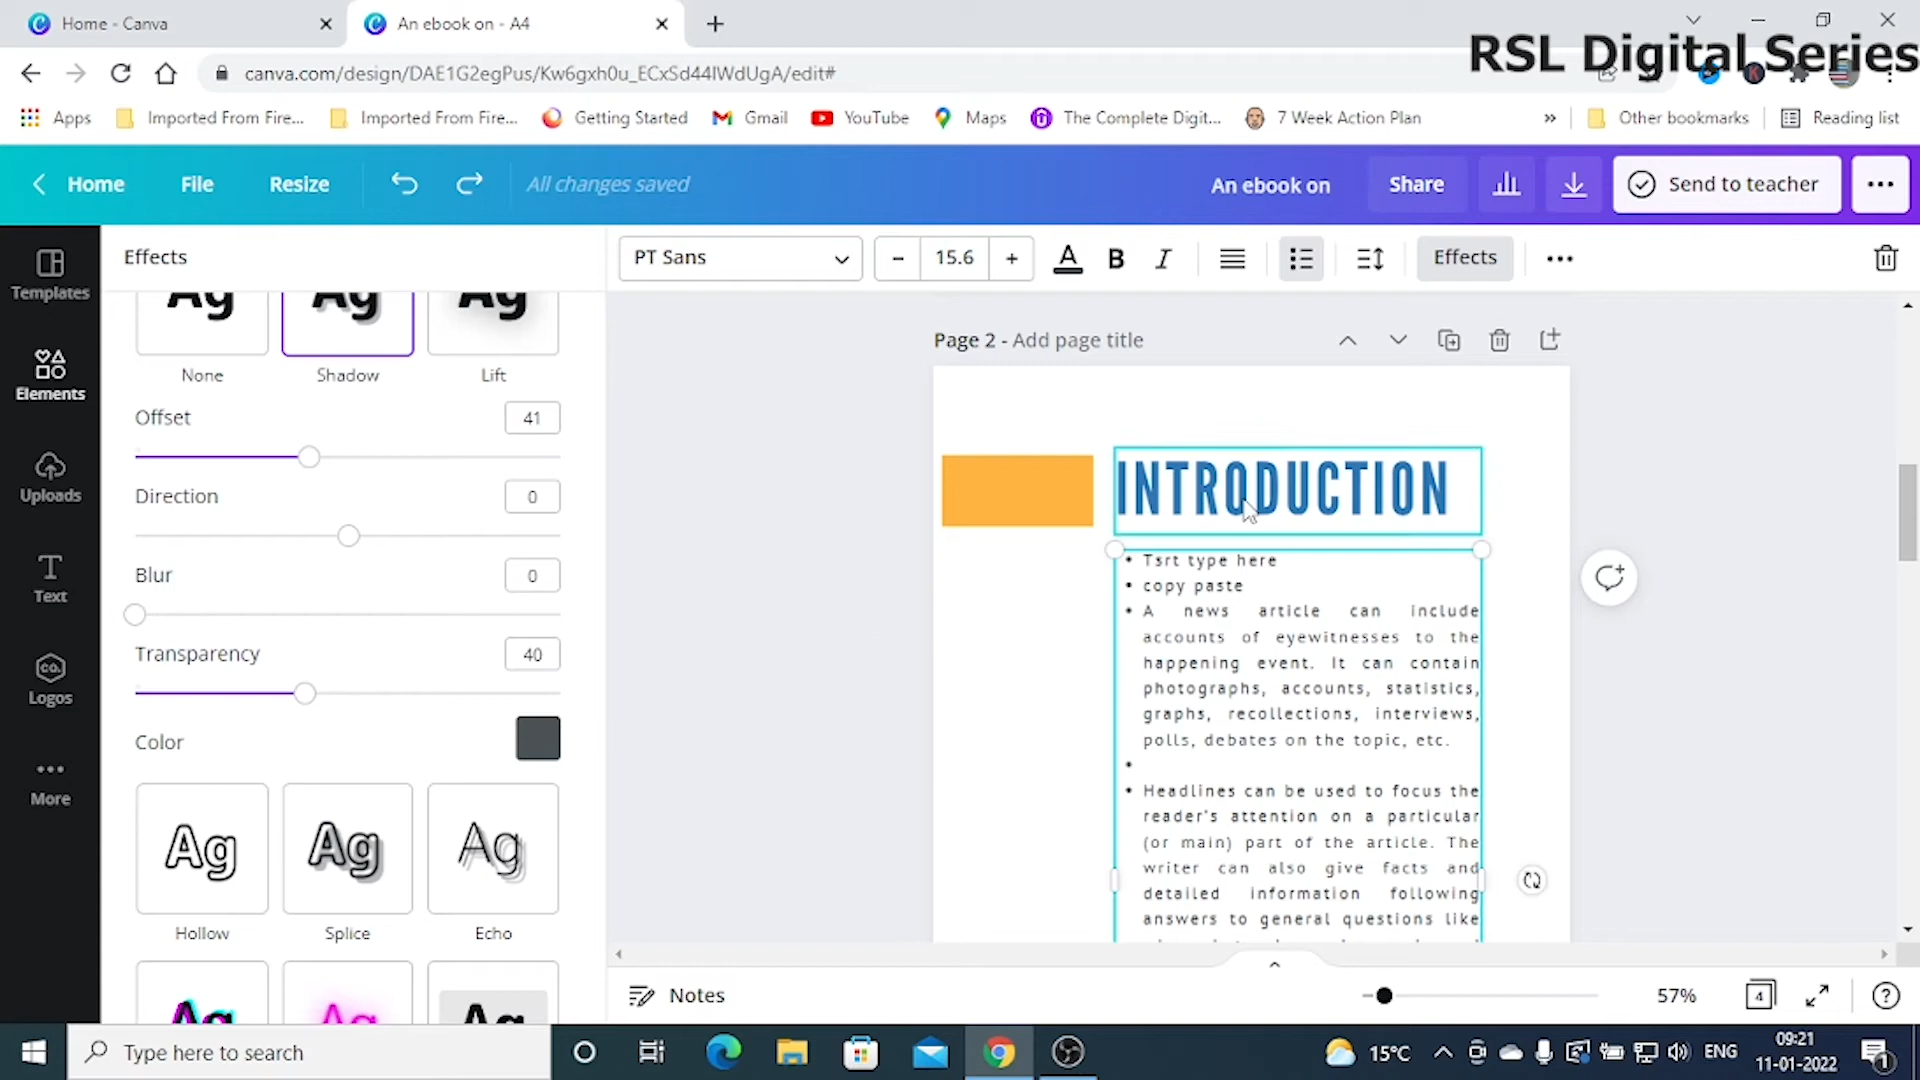 Home - Canva
An ebook on - A4
canva.com/design/DAE1G2egPus/Kw6gxh0u_ECxSd44IWdUgA/edit#
RSL Digital Series
Apps
Imported From Fire...
Imported From Fire...
Getting Started
Gmail
YouTube
Maps
The Complete Digit...
7 Week Action Plan
Other bookmarks
Reading list
Home
File
Resize
All changes saved
An ebook on
Share
Send to teacher
Templates
Elements
Uploads
Text
Logos
More
Effects
Ag
Ag
Ag
None
Shadow
Lift
Offset
41
Direction
0
Blur
0
Transparency
40
Color
Ag
Ag
Ag
Hollow
Splice
Echo
Ag
Ag
Ag
PT Sans
15.6
A
B
I
Effects
Page 2 - Add page title
INTRODUCTION
• Tsrt type here
• copy paste
• A news article can include
accounts of eyewitnesses to the
happening event. It can contain
photographs, accounts, statistics,
graphs, recollections, interviews,
polls, debates on the topic, etc.
•
• Headlines can be used to focus the
reader's attention on a particular
(or main) part of the article. The
writer can also give facts and
detailed information following
answers to general questions like
Notes
57%
4
Type here to search
15°C
ENG
09:21
11-01-2022
1